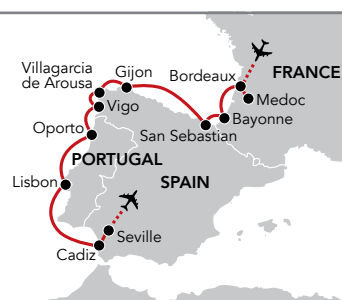 Villagarcia
de Arousa
Gijon
Bordeaux
FRANCE
Medoc
Vigo
Bayonne
Oporto
San Sebastian
PORTUGAL
Lisbon
SPAIN
Seville
Cadiz